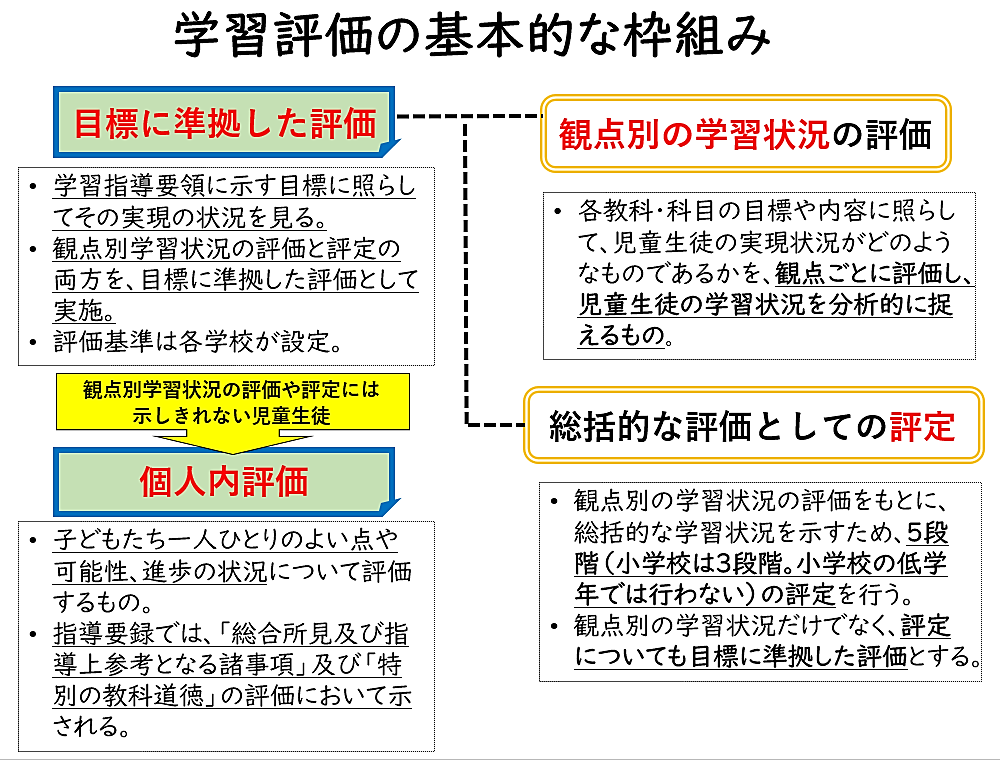 学習評価の基本的な枠組み
目標に準拠した評価
・学習指導要領に示す目標に照らし
てその実現の状況を見る。
・観点別学習状況の評価と評定の
両方を、目標に準拠した評価として
実施。
・評価基準は各学校が設定。
観点別学習状況の評価や評定には
示しきれない児童生徒
個人内評価
・子どもたち一人ひとりのよい点や
可能性、進歩の状況について評価
するもの。
・指導要録では、「総合所見及び指
導上参考となる諸事項」及び「特
別の教科道徳」の評価において示
される。
観点別の学習状況の評価
・各教科・科目の目標や内容に照らし
て、児童生徒の実現状況がどのよう
なものであるかを、観点ごとに評価し、
児童生徒の学習状況を分析的に捉
えるもの。
総括的な評価としての評定
・観点別の学習状況の評価をもとに、
総括的な学習状況を示すため、5段
階（小学校は3段階。小学校の低学
年では行わない）の評定を行う。
・観点別の学習状況だけでなく、評定
についても目標に準拠した評価とする。